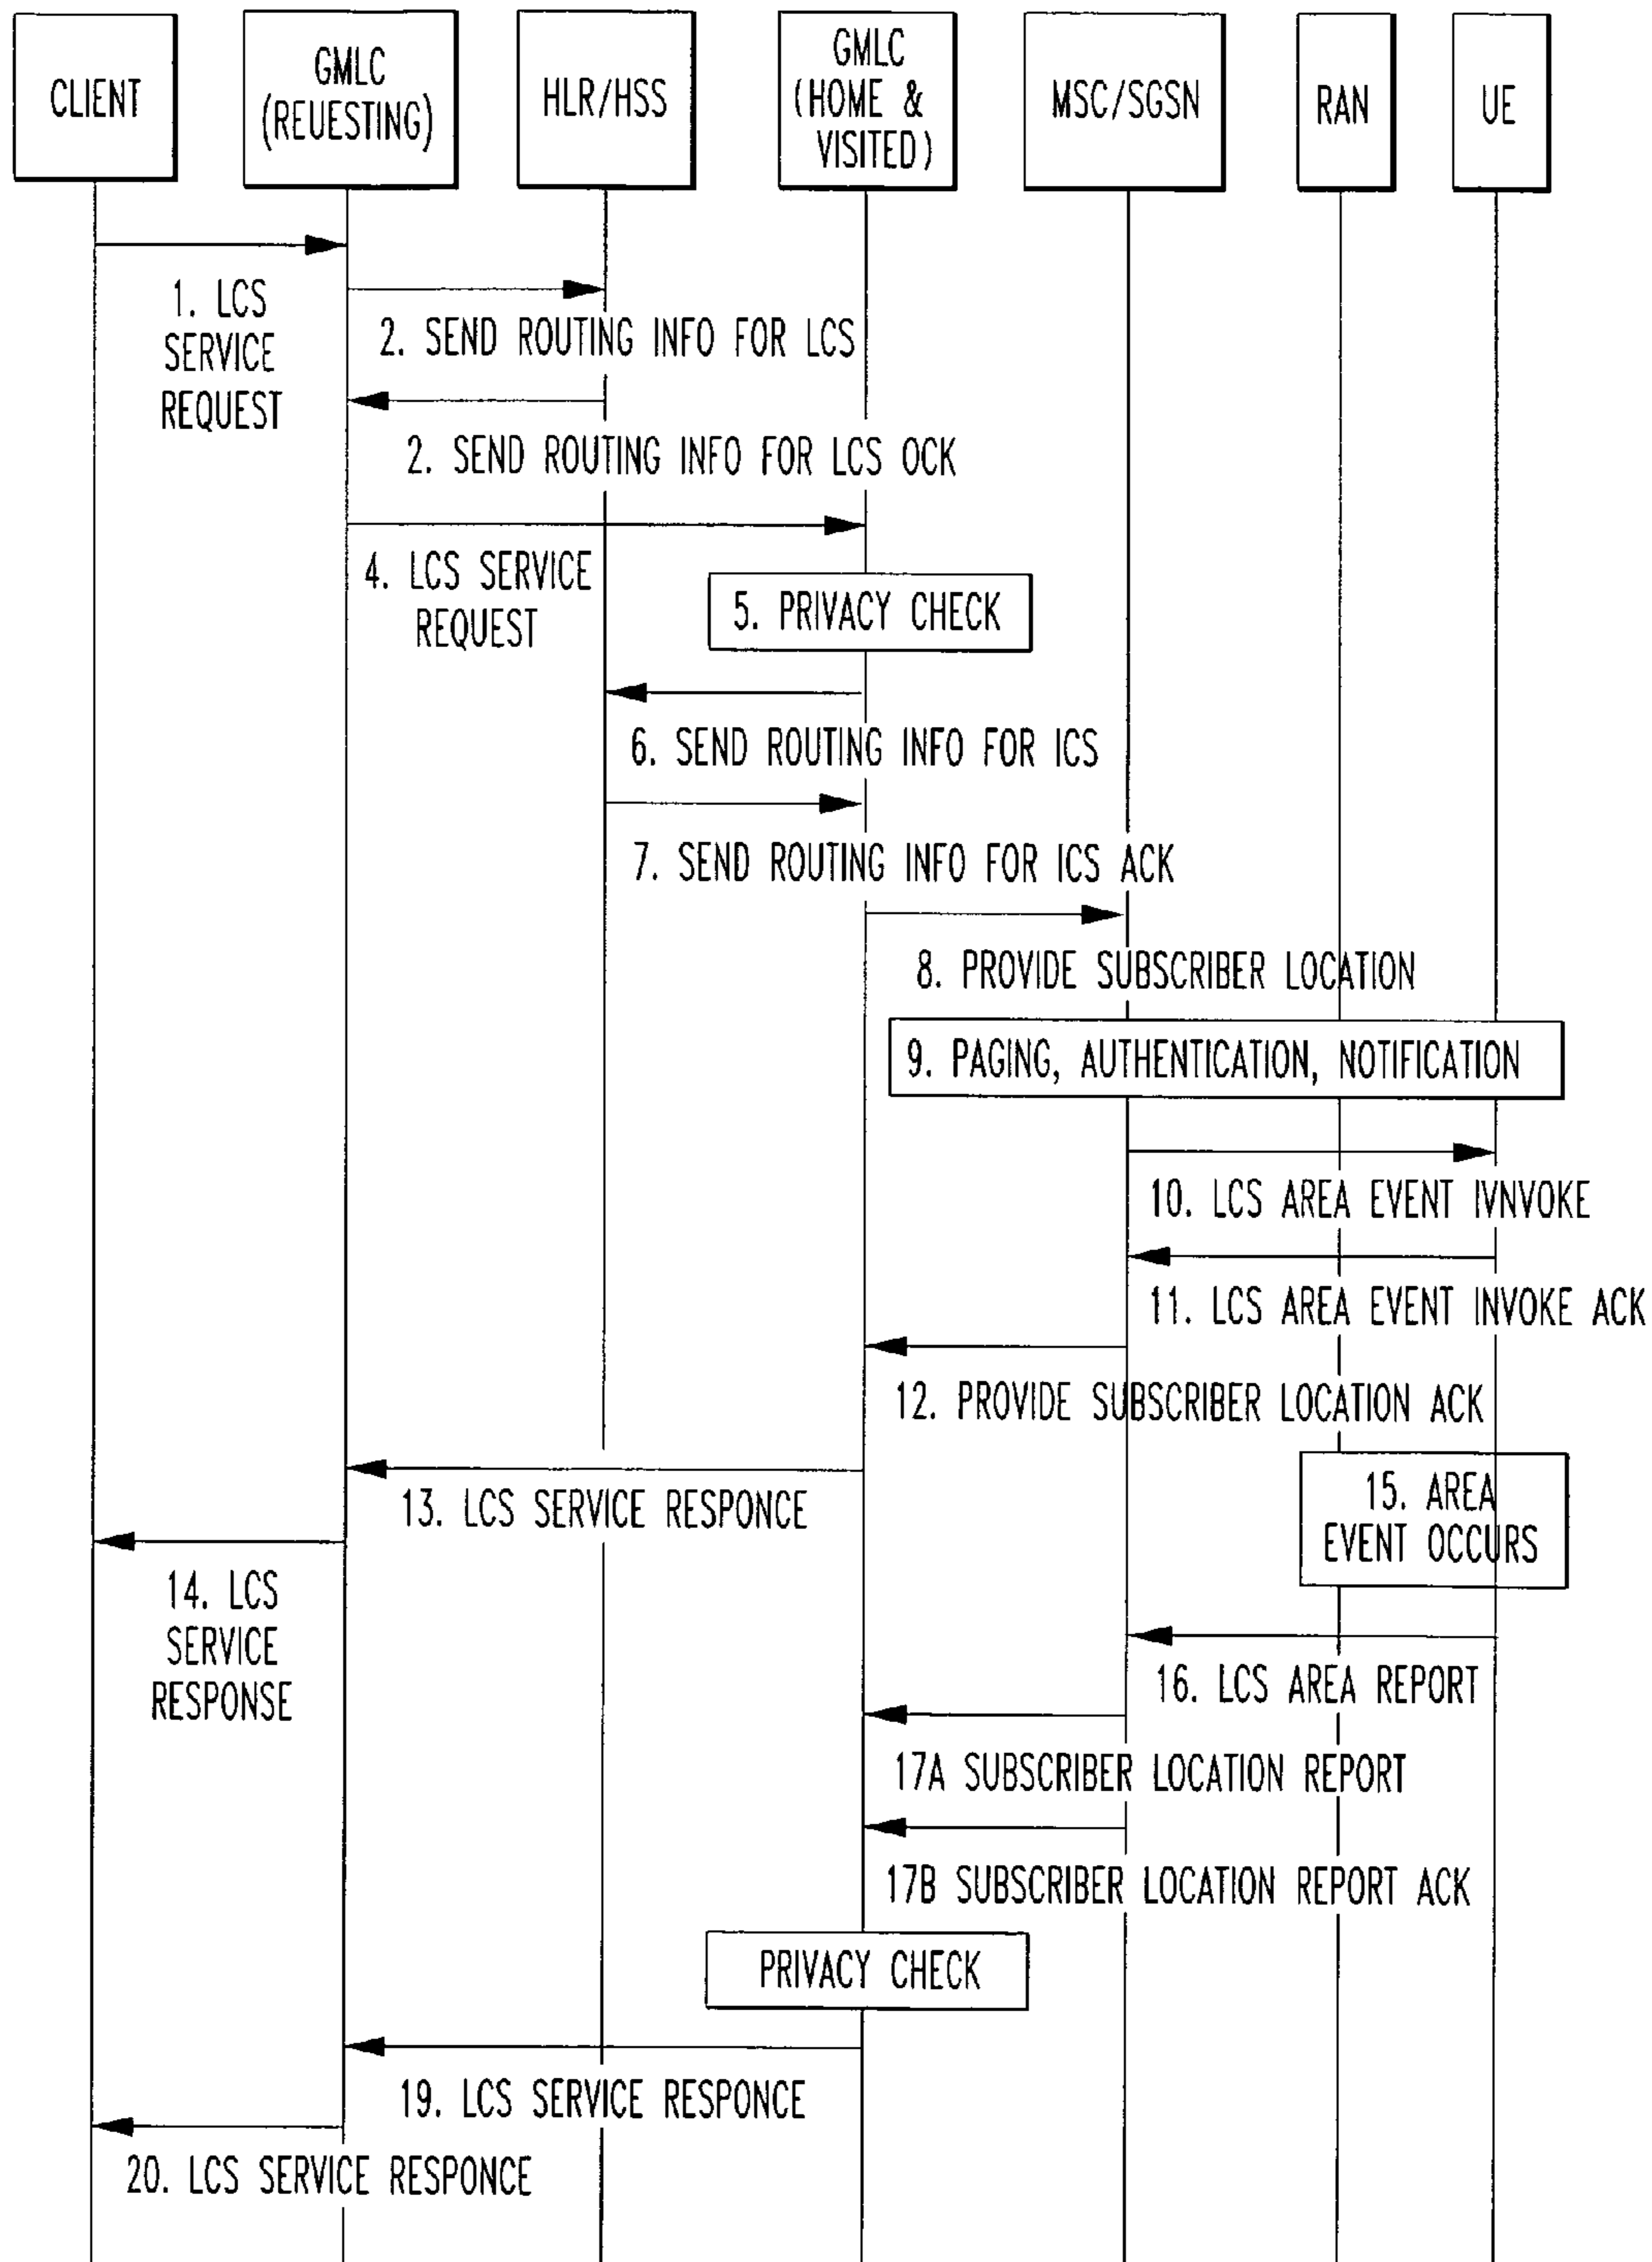 CLIENT
GMLC
(REUESTING)
HLR/HSS
GMLC
(HOME &
VISITED)
MSC/SGSN
RAN
UE
1. LCS
SERVICE
REQUEST
2. SEND ROUTING INFO FOR LCS
2. SEND ROUTING INFO FOR LCS OCK
4. LCS SERVICE
REQUEST
5. PRIVACY CHECK
6. SEND ROUTING INFO FOR ICS
7. SEND ROUTING INFO FOR ICS ACK
8. PROVIDE SUBSCRIBER LOCATION
9. PAGING, AUTHENTICATION, NOTIFICATION
10. LCS AREA EVENT IVNVOKE
11. LCS AREA EVENT INVOKE ACK
12. PROVIDE SUBSCRIBER LOCATION ACK
13. LCS SERVICE RESPONCE
15. AREA
EVENT OCCURS
14. LCS
SERVICE
RESPONSE
16. LCS AREA REPORT
17A SUBSCRIBER LOCATION REPORT
17B SUBSCRIBER LOCATION REPORT ACK
PRIVACY CHECK
19. LCS SERVICE RESPONCE
20. LCS SERVICE RESPONCE